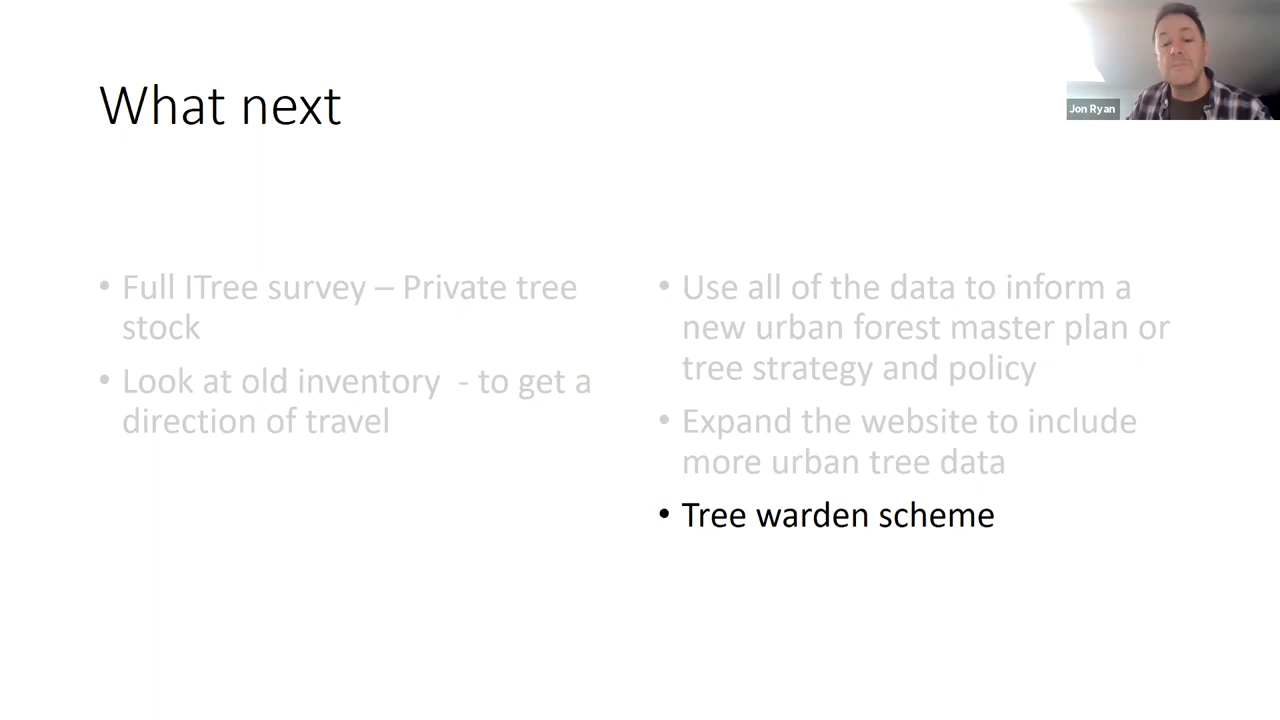 What next
Jon Ryan
• Full ITree survey – Private tree
stock
• Look at old inventory  - to get a
direction of travel
• Use all of the data to inform a
new urban forest master plan or
tree strategy and policy
• Expand the website to include
more urban tree data
• Tree warden scheme